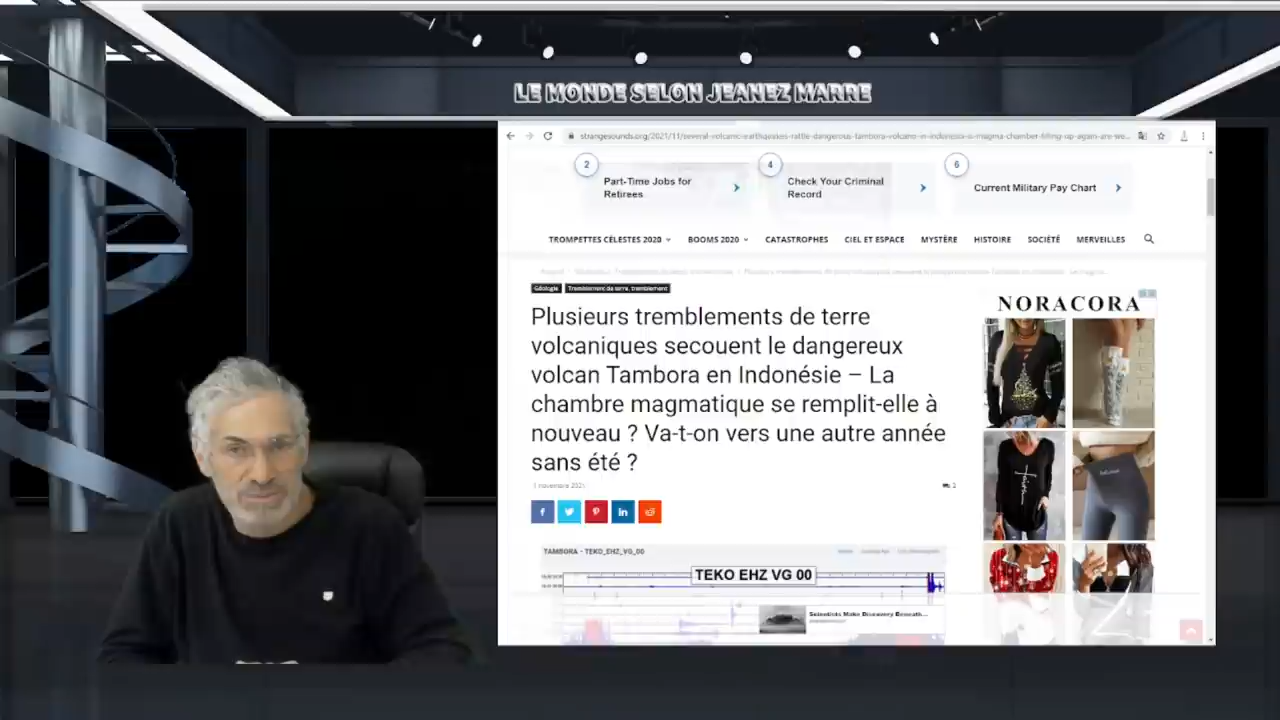 LE MONDE SELON JEANEZ MARRE
2
Part-Time Jobs for
Retirees
4
Check Your Criminal
Record
6
Current Military Pay Chart
TROMPETTES CÉLESTES 2020
BOOMS 2020
CATASTROPHES
CIEL ET ESPACE
MYSTÈRE
HISTOIRE
SOCIÉTÉ
MERVEILLES
Géologie
Tremblement de terre, tremblement
Plusieurs tremblements de terre
volcaniques secouent le dangereux
volcan Tambora en Indonésie – La
chambre magmatique se remplit-elle à
nouveau ? Va-t-on vers une autre année
sans été ?
1 novembre 2021
2
NORACORA
TAMBORA - TEKO_EHZ_VG_00
TEKO EHZ VG 00
Scientists Make Discovery Beneath...